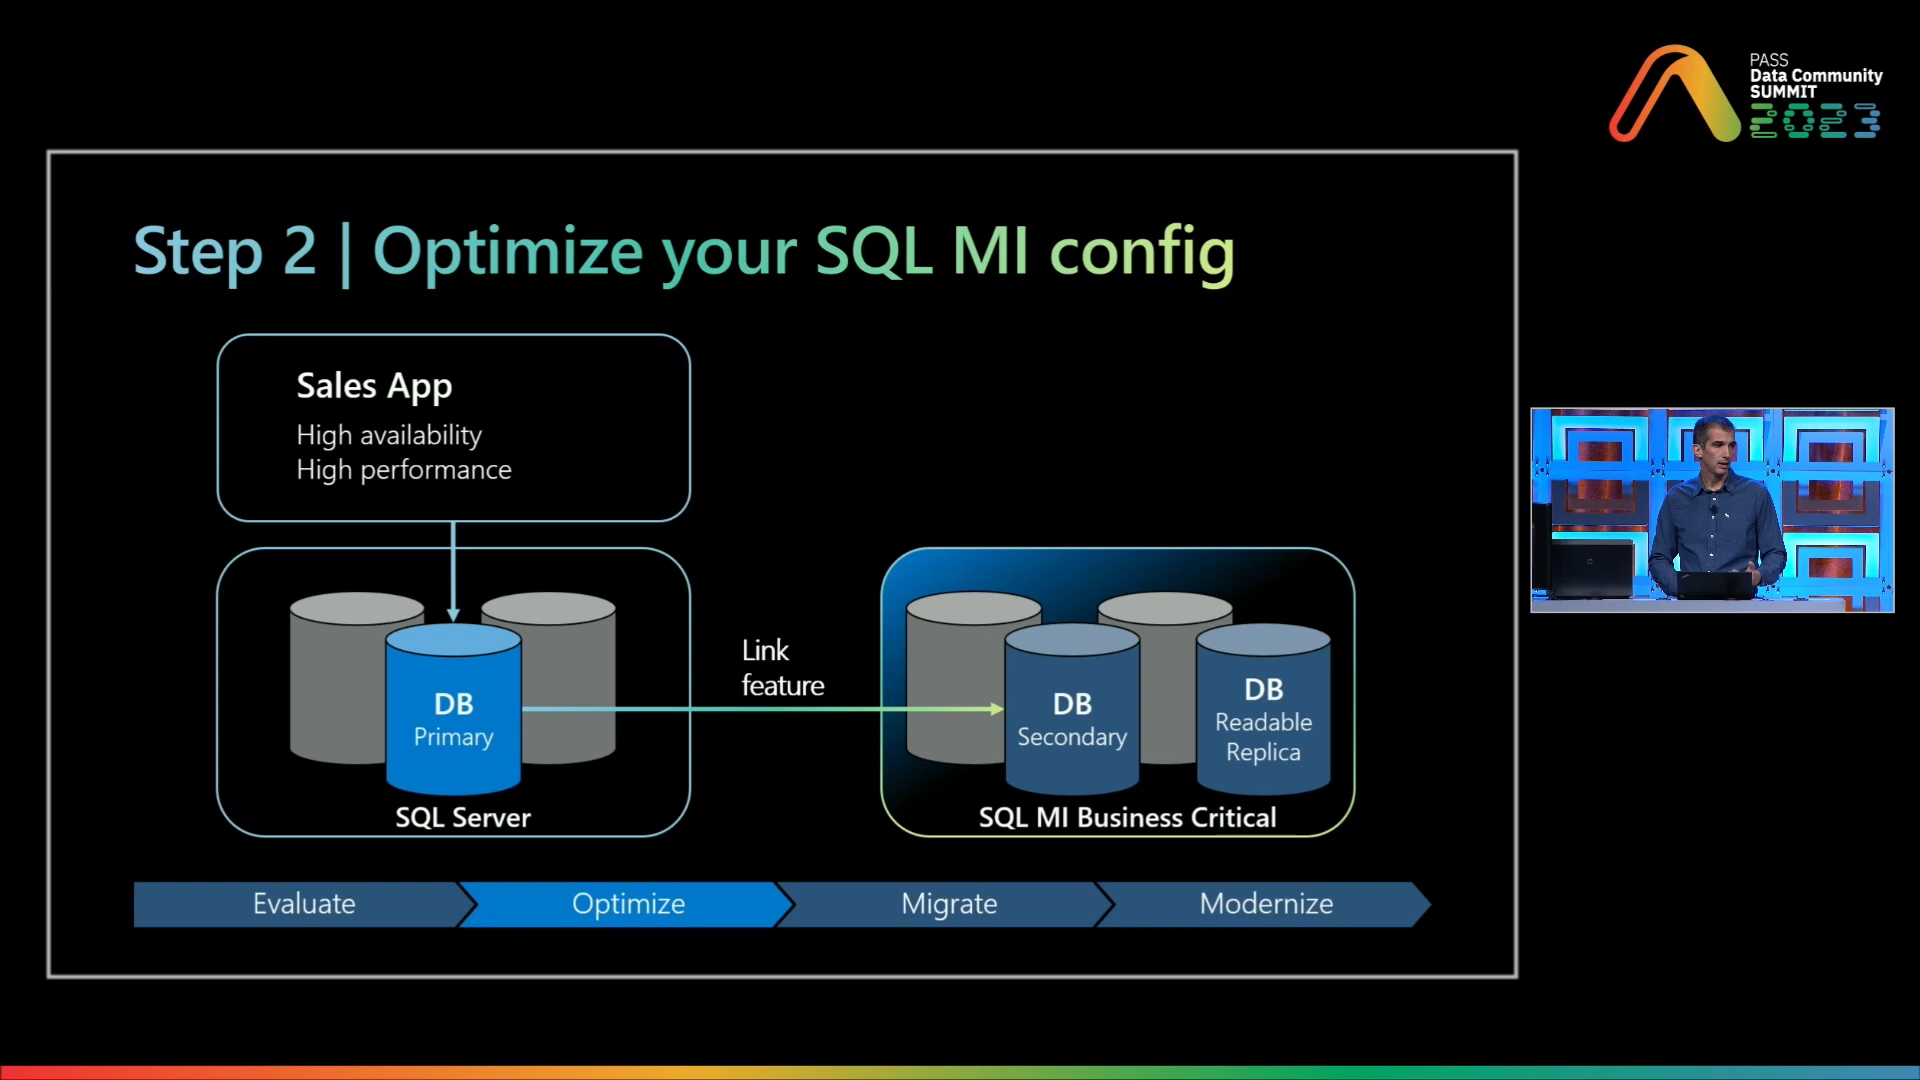 PASS
Data Community
SUMMIT
2023
Step 2 | Optimize your SQL MI config
Sales App
High availability
High performance
Link
feature
DB
Primary
SQL Server
DB
Secondary
DB
Readable
Replica
SQL MI Business Critical
Evaluate
Optimize
Migrate
Modernize